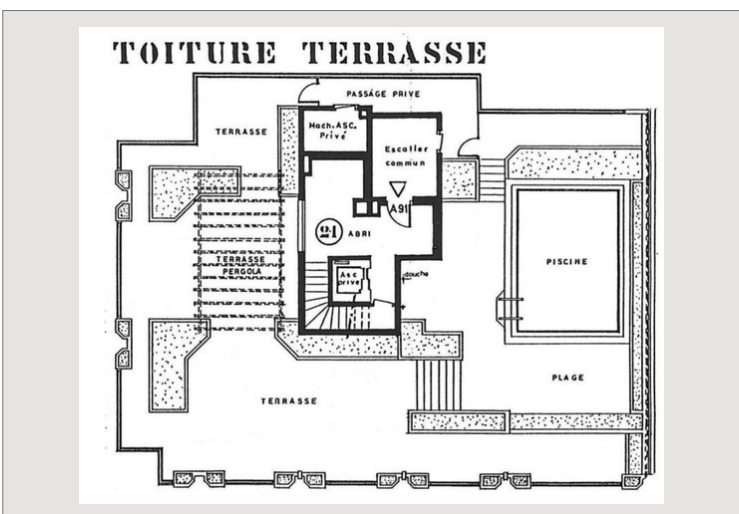 TOITURE TERRASSE
PASSAGE PRIVE
TERRASSE
Mach. ASC.
Privé
Escalier
commun
A91
21
ABRI
TERRASSE
PERGOLA
Asc
privé
douche
PISCINE
PLAGE
TERRASSE